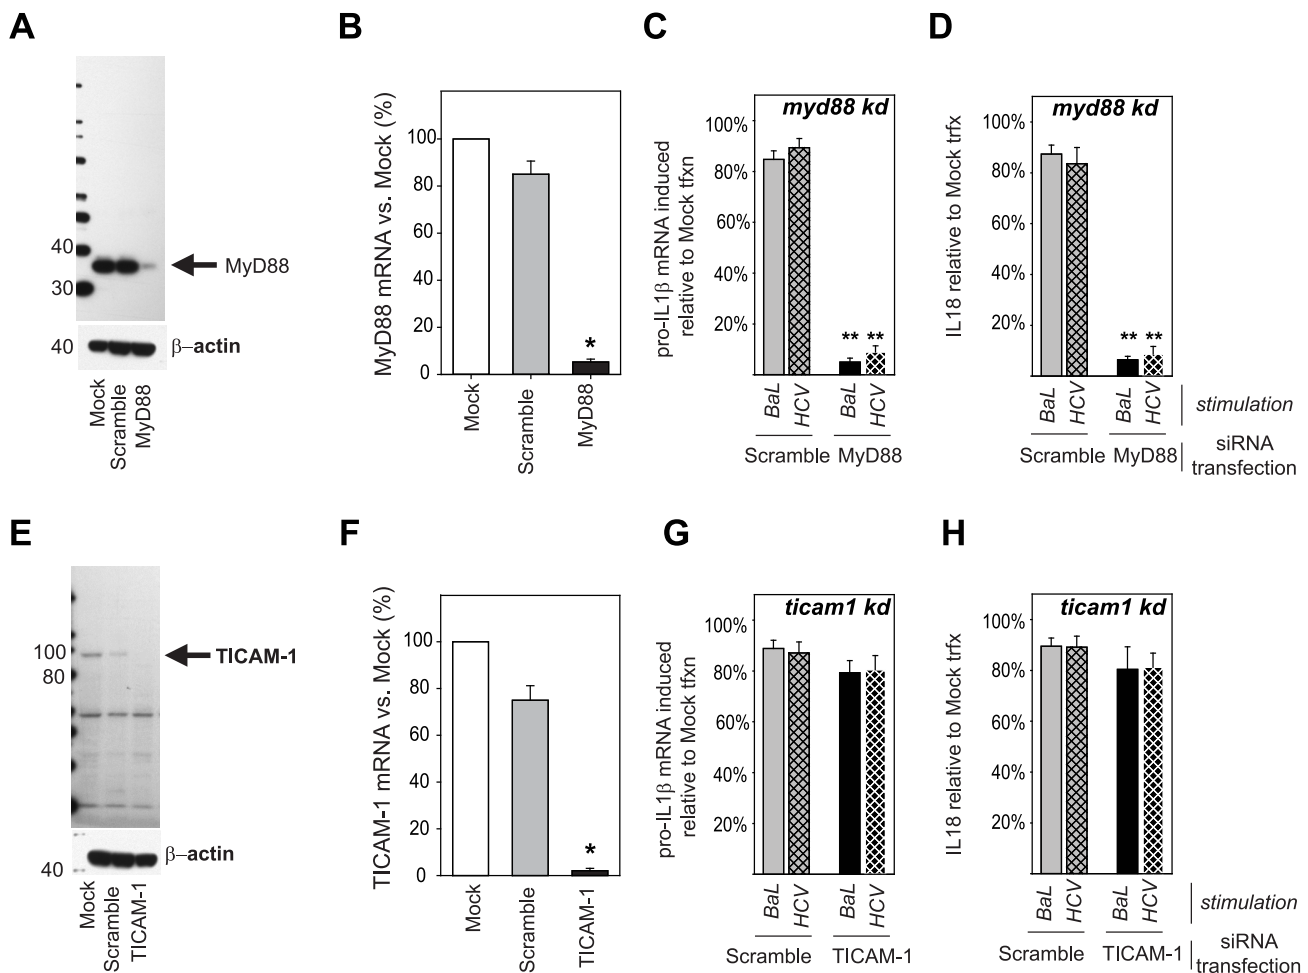 A
40
30
MyD88
40
β–actin
Mock
Scramble
MyD88
B
MyD88 mRNA vs. Mock (%)
100
80
60
40
20
0
*
Mock
Scramble
MyD88
C
pro-IL1β mRNA induced
relative to Mock tfxn
myd88 kd
100%
80%
60%
40%
20%
** **
BaL
HCV
BaL
HCV
Scramble
MyD88
D
IL18 relative to Mock trfx
myd88 kd
100%
80%
60%
40%
20%
** **
BaL
HCV
BaL
HCV
stimulation
Scramble
MyD88
siRNA
transfection
E
100
80
TICAM-1
β–actin
40
Mock
Scramble
TICAM-1
F
TICAM-1 mRNA vs. Mock (%)
100
80
60
40
20
0
*
Mock
Scramble
TICAM-1
G
pro-IL1β mRNA induced
relative to Mock tfxn
ticam1 kd
100%
80%
60%
40%
20%
BaL
HCV
BaL
HCV
Scramble
TICAM-1
H
IL18 relative to Mock trfx
ticam1 kd
100%
80%
60%
40%
20%
BaL
HCV
BaL
HCV
stimulation
Scramble
TICAM-1
siRNA
transfection